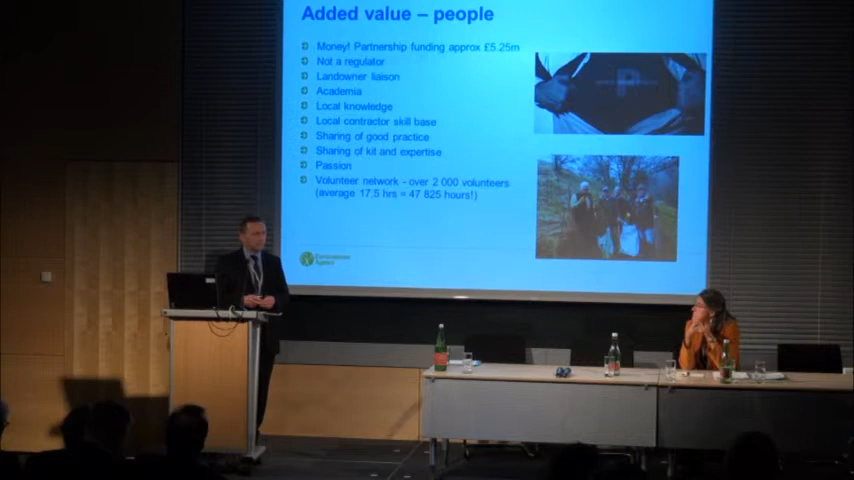 Added value – people
Money! Partnership funding approx £5.25m
Not a regulator
Landowner liaison
Academia
Local knowledge
Local contractor skill base
Sharing of good practice
Sharing of kit and expertise
Passion
Volunteer network - over 2 000 volunteers
(average 17.5 hrs = 47 825 hours!)
Environment
Agency
P